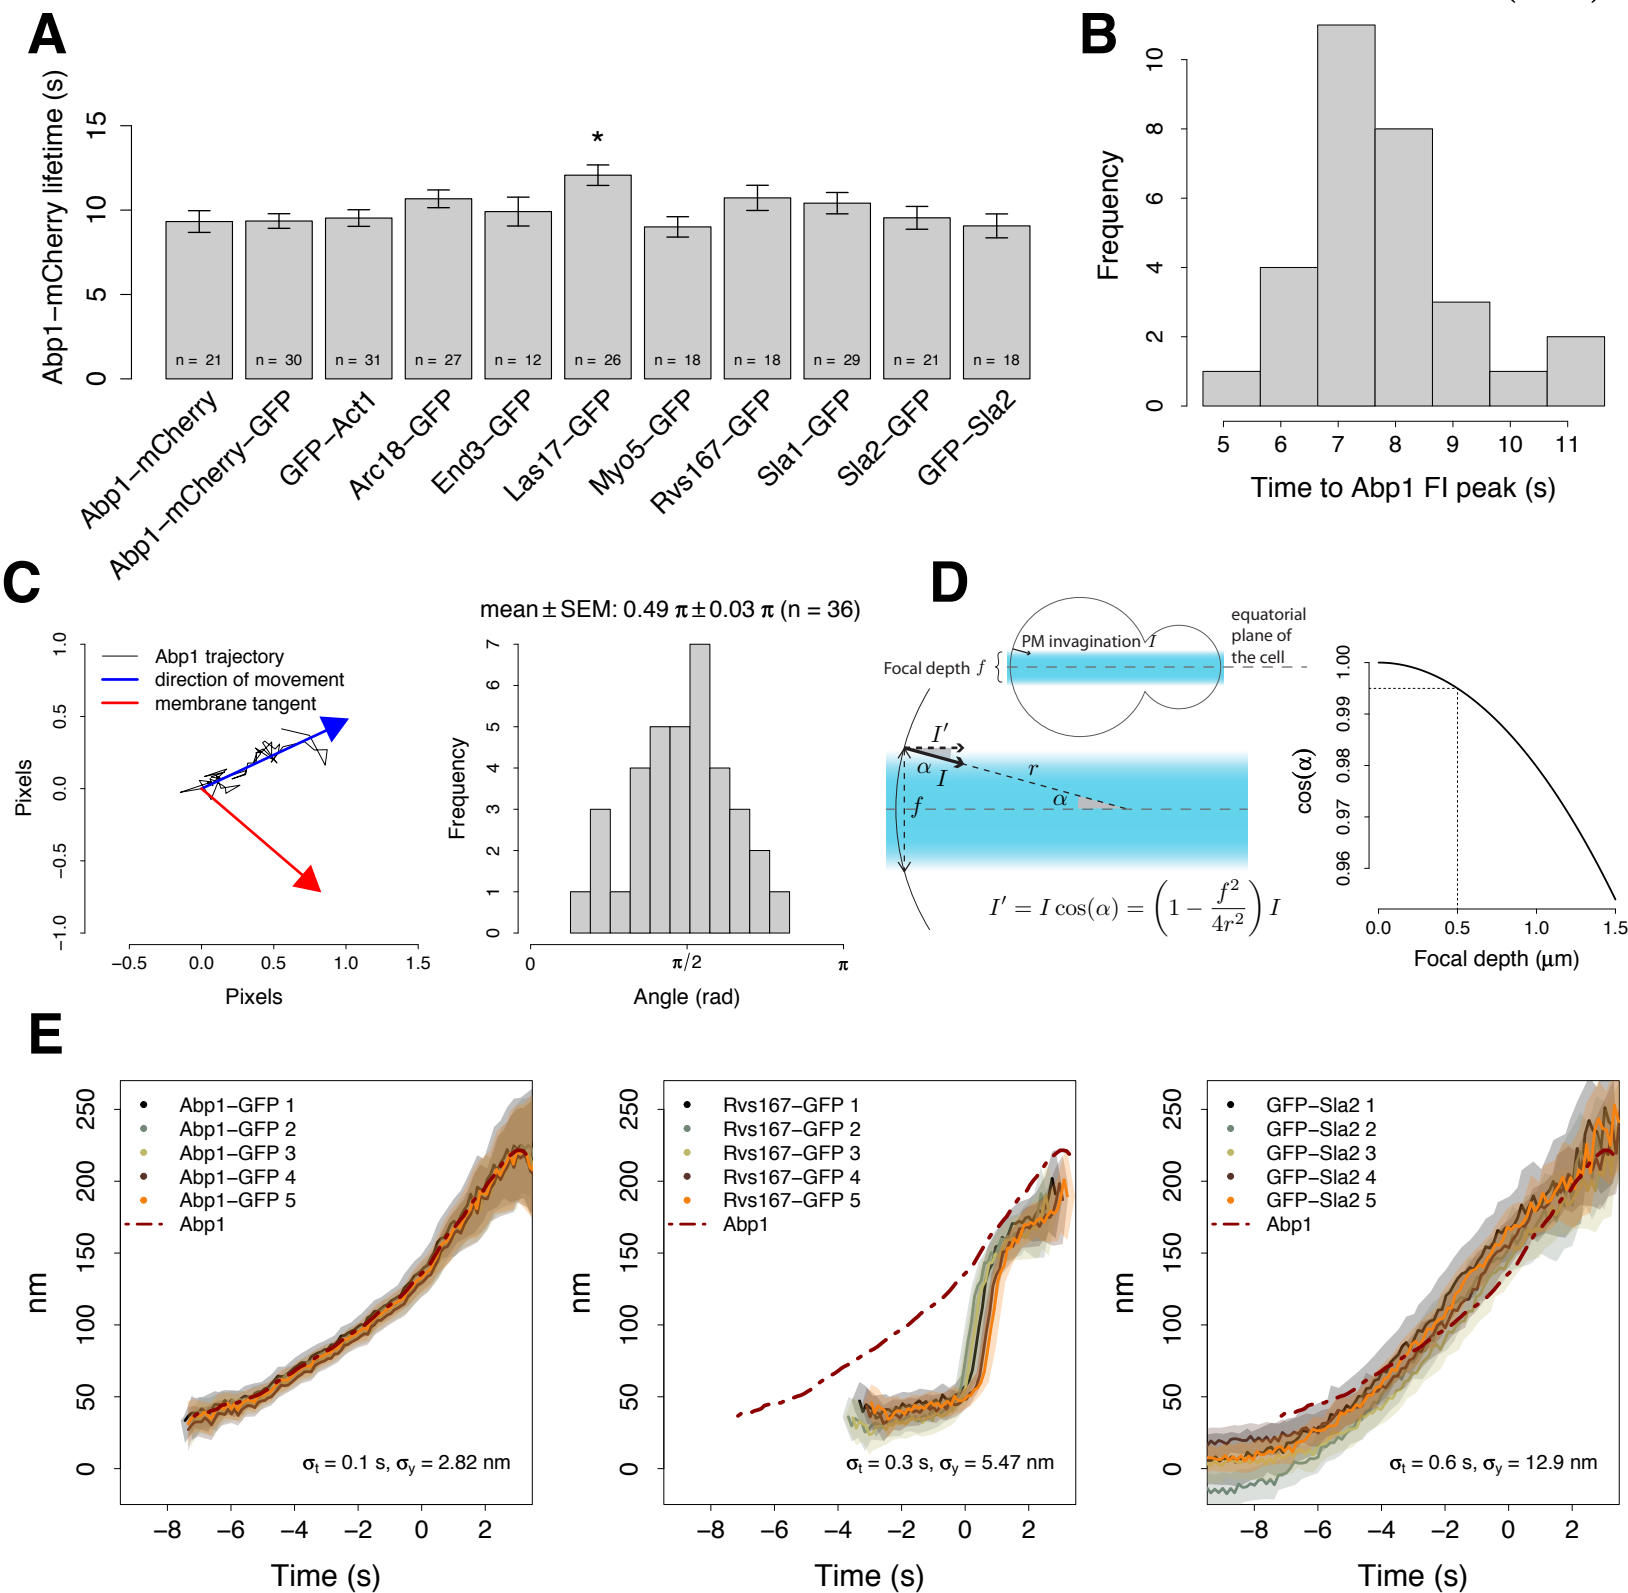 A
Abp1−mCherry lifetime (s)
0 5 10 15
*
n = 21 n = 30 n = 31 n = 27 n = 12 n = 26 n = 18 n = 18 n = 29 n = 21 n = 18
Abp1−mCherry
Abp1−mCherry−GFP
GFP−Act1
Arc18−GFP
End3−GFP
Las17−GFP
Myo5−GFP
Rvs167−GFP
Sla1−GFP
Sla2−GFP
GFP−Sla2
B
Frequency
0 2 4 6 8 10
5 6 7 8 9 10 11
Time to Abp1 FI peak (s)
C
Pixels
−1.0 −0.5 0.0 0.5 1.0
Abp1 trajectory
direction of movement
membrane tangent
−0.5 0.0 0.5 1.0 1.5
Pixels
mean ± SEM: 0.49 π ± 0.03 π (n = 36)
Frequency
0 1 2 3 4 5 6 7
0 π/2 π
Angle (rad)
D
PM invagination I
Focal depth f
equatorial
plane of
the cell
I′
α I
r
α
f
I′ = I cos(α) = (1 − f²/4r²) I
cos(α)
0.96 0.97 0.98 0.99 1.00
0.0 0.5 1.0 1.5
Focal depth (μm)
E
nm
0 50 100 150 200 250
Abp1−GFP 1
Abp1−GFP 2
Abp1−GFP 3
Abp1−GFP 4
Abp1−GFP 5
Abp1
σt = 0.1 s, σy = 2.82 nm
−8 −6 −4 −2 0 2
Time (s)
nm
0 50 100 150 200 250
Rvs167−GFP 1
Rvs167−GFP 2
Rvs167−GFP 3
Rvs167−GFP 4
Rvs167−GFP 5
Abp1
σt = 0.3 s, σy = 5.47 nm
−8 −6 −4 −2 0 2
Time (s)
nm
0 50 100 150 200 250
GFP−Sla2 1
GFP−Sla2 2
GFP−Sla2 3
GFP−Sla2 4
GFP−Sla2 5
Abp1
σt = 0.6 s, σy = 12.9 nm
−8 −6 −4 −2 0 2
Time (s)